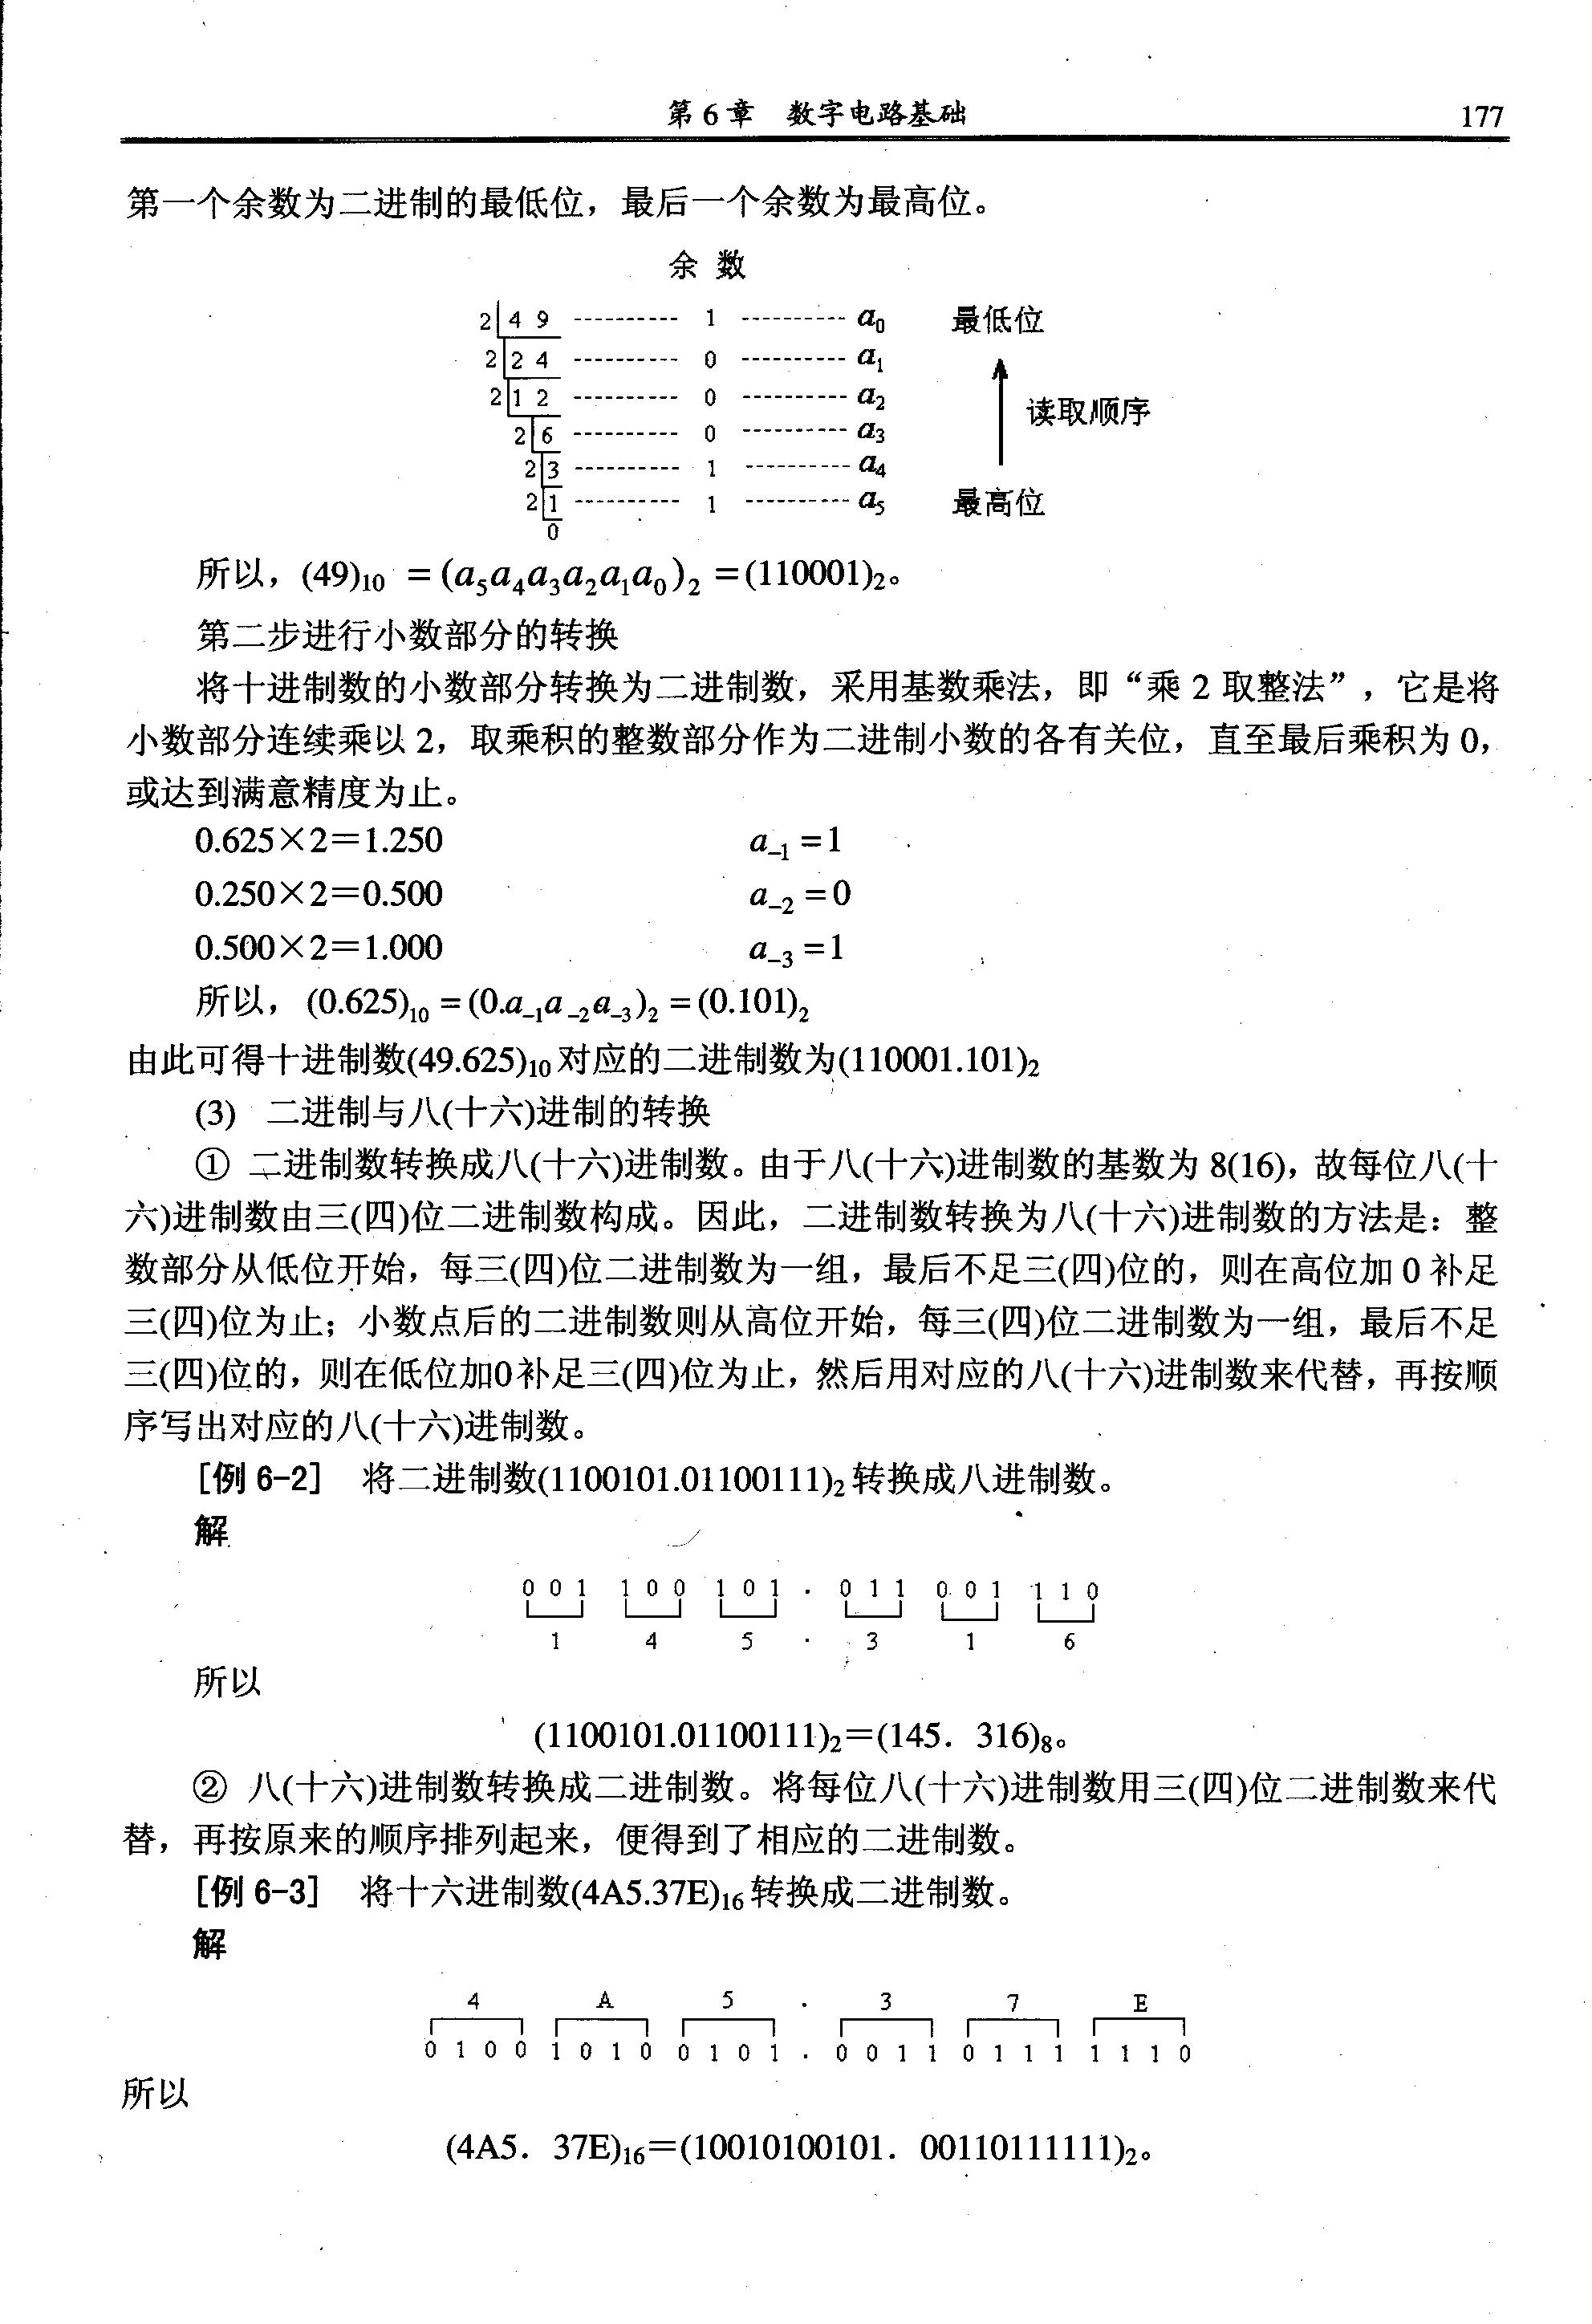 第 6 章 数字电路基础 177
第一个余数为二进制的最低位，最后一个余数为最高位。
余 数
2 4 9 ---------- 1 ---------- a₀ 最低位
2 2 4 ---------- 0 ---------- a₁
2 1 2 ---------- 0 ---------- a₂ 读取顺序
2 6 ---------- 0 ---------- a₃
2 3 ---------- 1 ---------- a₄
2 1 ---------- 1 ---------- a₅ 最高位
0
所以，(49)₁₀ = (a₅a₄a₃a₂a₁a₀)₂ =(110001)₂。
第二步进行小数部分的转换
将十进制数的小数部分转换为二进制数，采用基数乘法，即“乘 2 取整法”，它是将
小数部分连续乘以 2，取乘积的整数部分作为二进制小数的各有关位，直至最后乘积为 0，
或达到满意精度为止。
0.625×2＝1.250 a₋₁ =1
0.250×2＝0.500 a₋₂ =0
0.500×2＝1.000 a₋₃ =1
所以，(0.625)₁₀ = (0.a₋₁a₋₂a₋₃)₂ = (0.101)₂
由此可得十进制数(49.625)₁₀对应的二进制数为(110001.101)₂
(3) 二进制与八(十六)进制的转换
① 二进制数转换成八(十六)进制数。由于八(十六)进制数的基数为 8(16)，故每位八(十
六)进制数由三(四)位二进制数构成。因此，二进制数转换为八(十六)进制数的方法是：整
数部分从低位开始，每三(四)位二进制数为一组，最后不足三(四)位的，则在高位加 0 补足
三(四)位为止；小数点后的二进制数则从高位开始，每三(四)位二进制数为一组，最后不足
三(四)位的，则在低位加0补足三(四)位为止，然后用对应的八(十六)进制数来代替，再按顺
序写出对应的八(十六)进制数。
[例 6-2] 将二进制数(1100101.01100111)₂转换成八进制数。
解
0 0 1 1 0 0 1 0 1 . 0 1 1 0 0 1 1 1 0
1 4 5 . 3 1 6
所以
(1100101.01100111)₂＝(145．316)₈。
② 八(十六)进制数转换成二进制数。将每位八(十六)进制数用三(四)位二进制数来代
替，再按原来的顺序排列起来，便得到了相应的二进制数。
[例 6-3] 将十六进制数(4A5.37E)₁₆转换成二进制数。
解
4 A 5 . 3 7 E
0 1 0 0 1 0 1 0 0 1 0 1 . 0 0 1 1 0 1 1 1 1 1 1 0
所以
(4A5．37E)₁₆＝(10010100101．00110111111)₂。